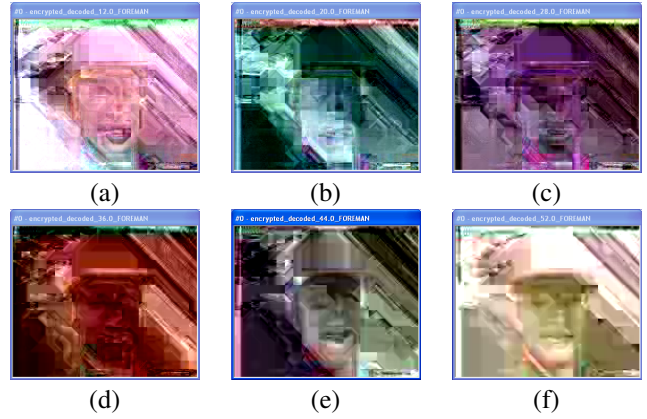 #0 - encrypted_decoded_12.0_FOREMAN
#0 - encrypted_decoded_20.0_FOREMAN
#0 - encrypted_decoded_28.0_FOREMAN
(a)
(b)
(c)
#0 - encrypted_decoded_36.0_FOREMAN
#0 - encrypted_decoded_44.0_FOREMAN
#0 - encrypted_decoded_52.0_FOREMAN
(d)
(e)
(f)